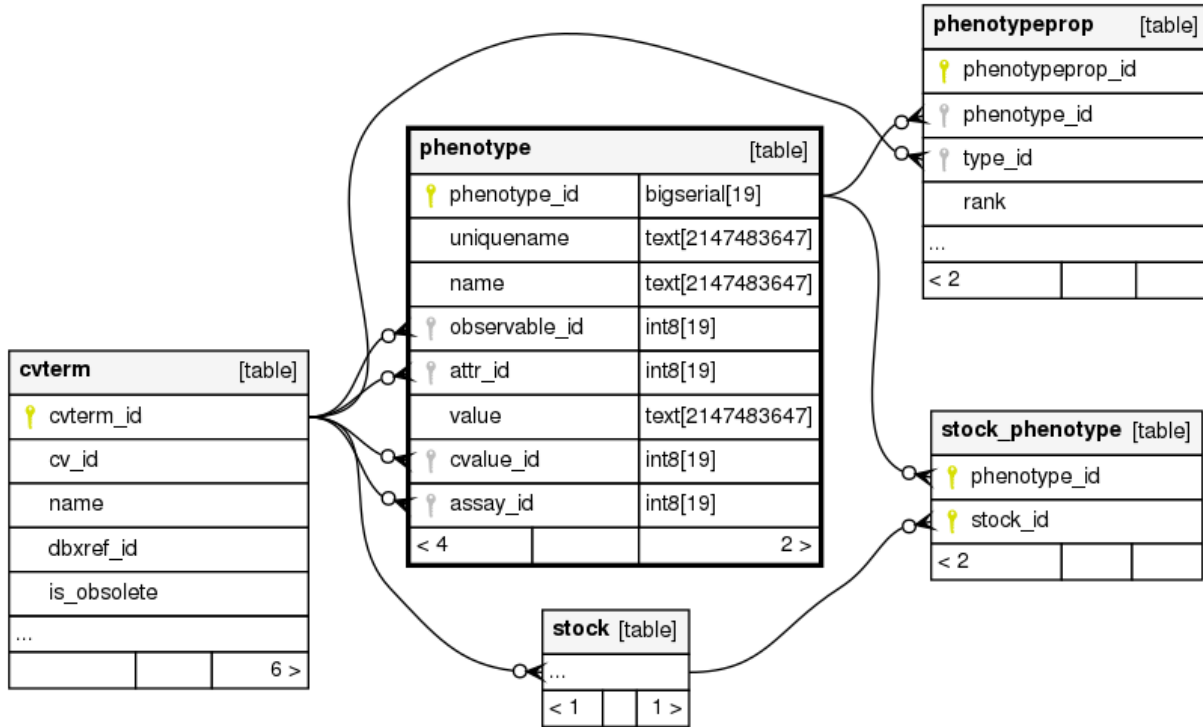 phenotypeprop [table]
phenotypeprop_id
phenotype_id
type_id
rank
...
< 2
phenotype [table]
phenotype_id bigserial[19]
uniquename text[2147483647]
name text[2147483647]
observable_id int8[19]
attr_id int8[19]
value text[2147483647]
cvalue_id int8[19]
assay_id int8[19]
< 4 2 >
cvterm [table]
cvterm_id
cv_id
name
dbxref_id
is_obsolete
...
6 >
stock_phenotype [table]
phenotype_id
stock_id
< 2
stock [table]
...
< 1 1 >